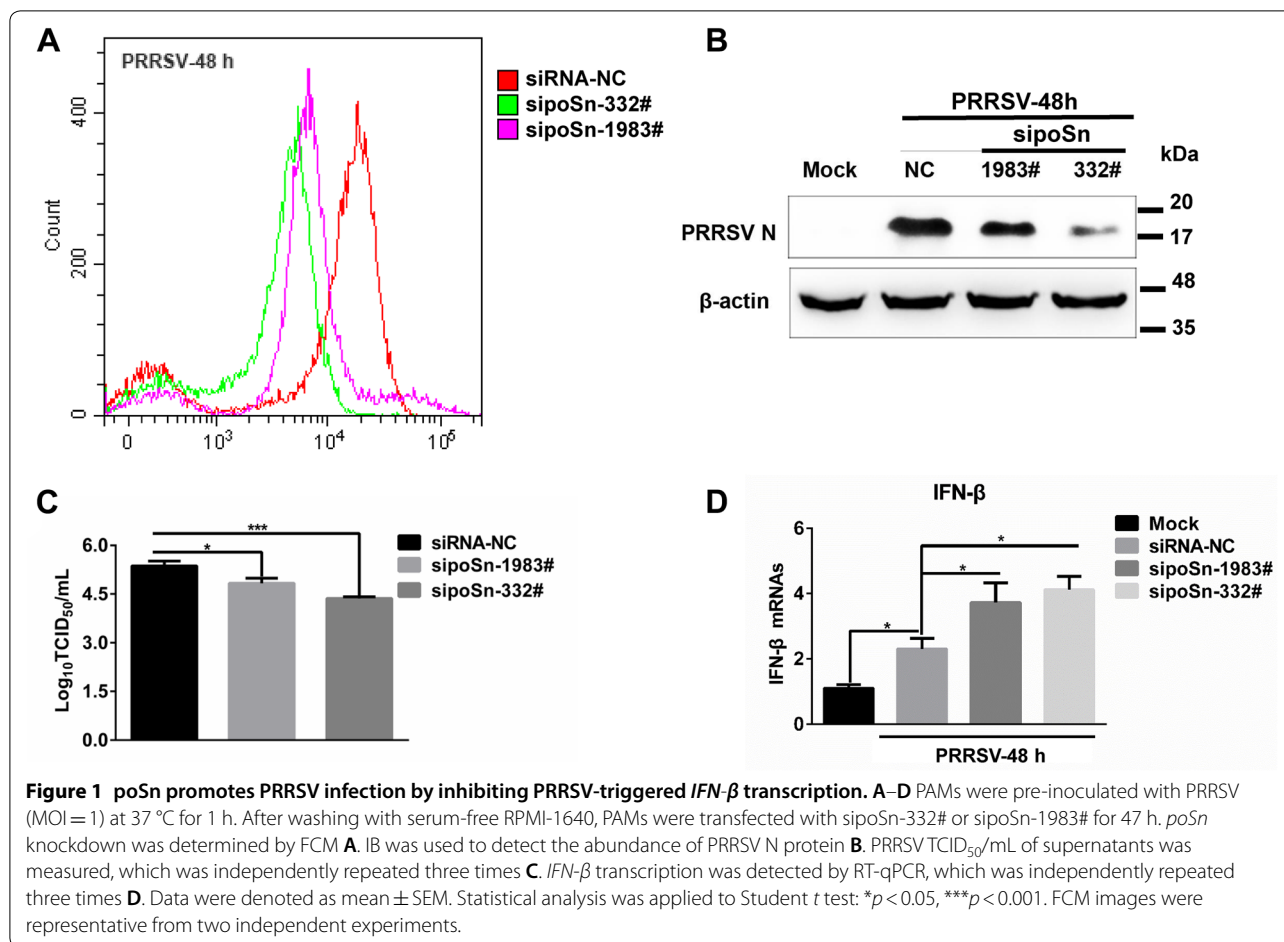 A
PRRSV-48 h
siRNA-NC
sipoSn-332#
sipoSn-1983#
Count
400
200
0
0 10³ 10⁴ 10⁵
B
PRRSV-48h
sipoSn
kDa
Mock NC 1983# 332#
PRRSV N
20
17
β-actin
48
35
C
Log₁₀TCID₅₀/mL
6.0
4.5
3.0
1.5
0.0
***
*
siRNA-NC
sipoSn-1983#
sipoSn-332#
D
IFN-β
IFN-β mRNAs
6
4
2
0
*
*
*
Mock
siRNA-NC
sipoSn-1983#
sipoSn-332#
PRRSV-48 h
Figure 1 poSn promotes PRRSV infection by inhibiting PRRSV-triggered IFN-β transcription. A–D PAMs were pre-inoculated with PRRSV
(MOI = 1) at 37 °C for 1 h. After washing with serum-free RPMI-1640, PAMs were transfected with sipoSn-332# or sipoSn-1983# for 47 h. poSn
knockdown was determined by FCM A. IB was used to detect the abundance of PRRSV N protein B. PRRSV TCID₅₀/mL of supernatants was
measured, which was independently repeated three times C. IFN-β transcription was detected by RT-qPCR, which was independently repeated
three times D. Data were denoted as mean ± SEM. Statistical analysis was applied to Student t test: *p < 0.05, ***p < 0.001. FCM images were
representative from two independent experiments.